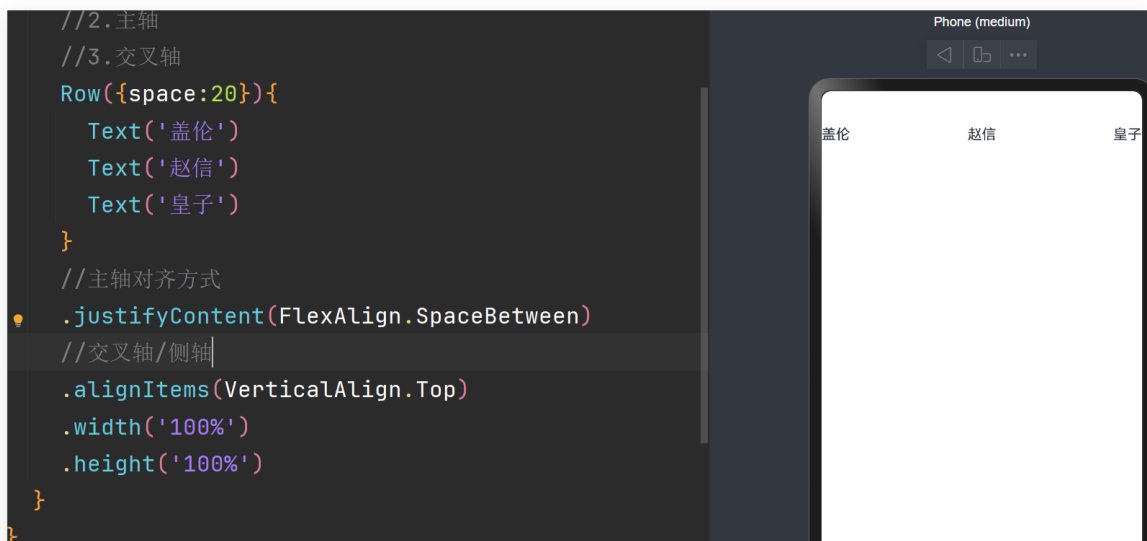 //2.主轴
//3.交叉轴
Row({space:20}){
Text('盖伦')
Text('赵信')
Text('皇子')
}
//主轴对齐方式
.justifyContent(FlexAlign.SpaceBetween)
//交叉轴/侧轴
.alignItems(VerticalAlign.Top)
.width('100%')
.height('100%')
}
}
Phone (medium)
盖伦 赵信 皇子